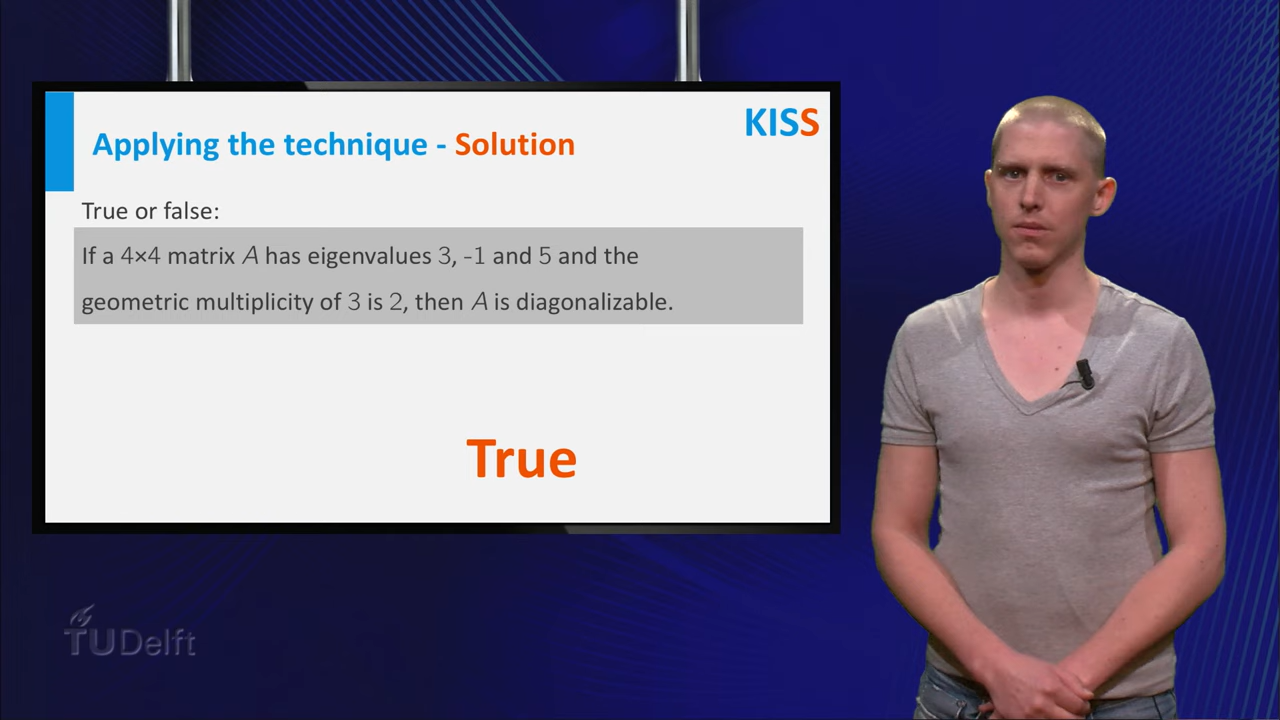 KISS
Applying the technique - Solution
True or false:
If a 4×4 matrix A has eigenvalues 3, -1 and 5 and the
geometric multiplicity of 3 is 2, then A is diagonalizable.
True
TUDelft